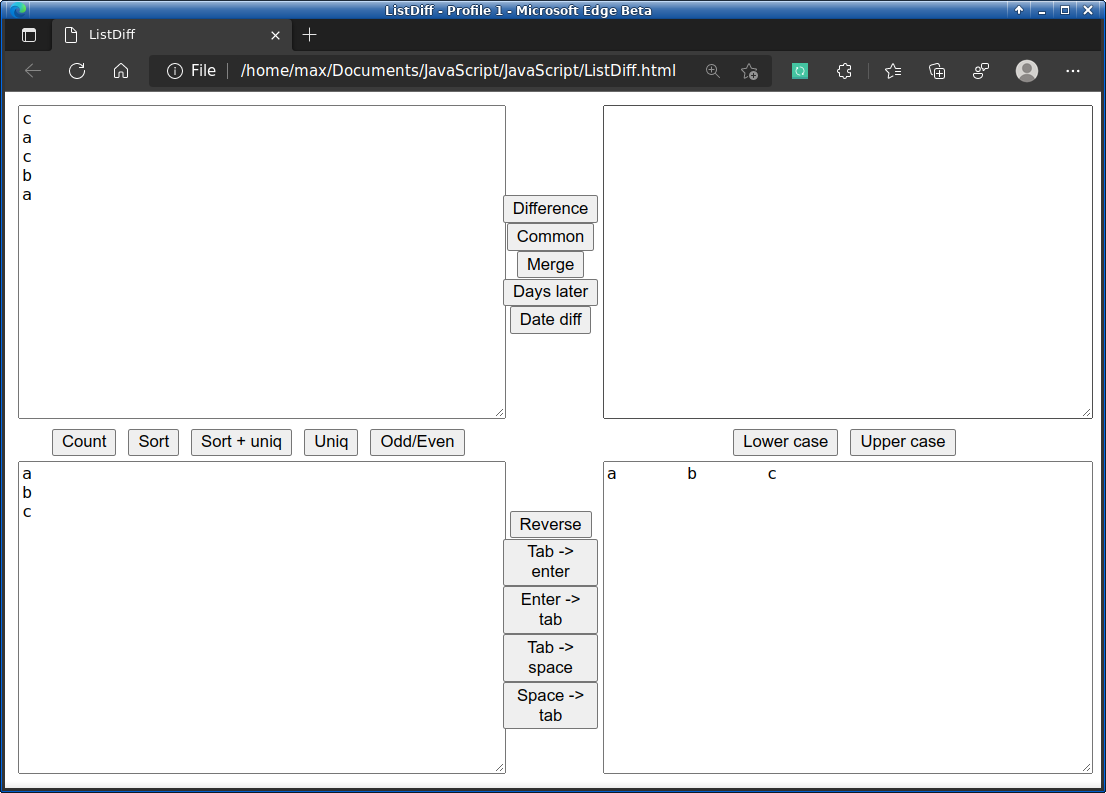 ListDiff - Profile 1 - Microsoft Edge Beta
ListDiff
File /home/max/Documents/JavaScript/JavaScript/ListDiff.html
c
a
c
b
a
Difference
Common
Merge
Days later
Date diff
Count Sort Sort + uniq Uniq Odd/Even
Lower case Upper case
a
b
c
Reverse
Tab ->
enter
Enter ->
tab
Tab ->
space
Space ->
tab
a b c